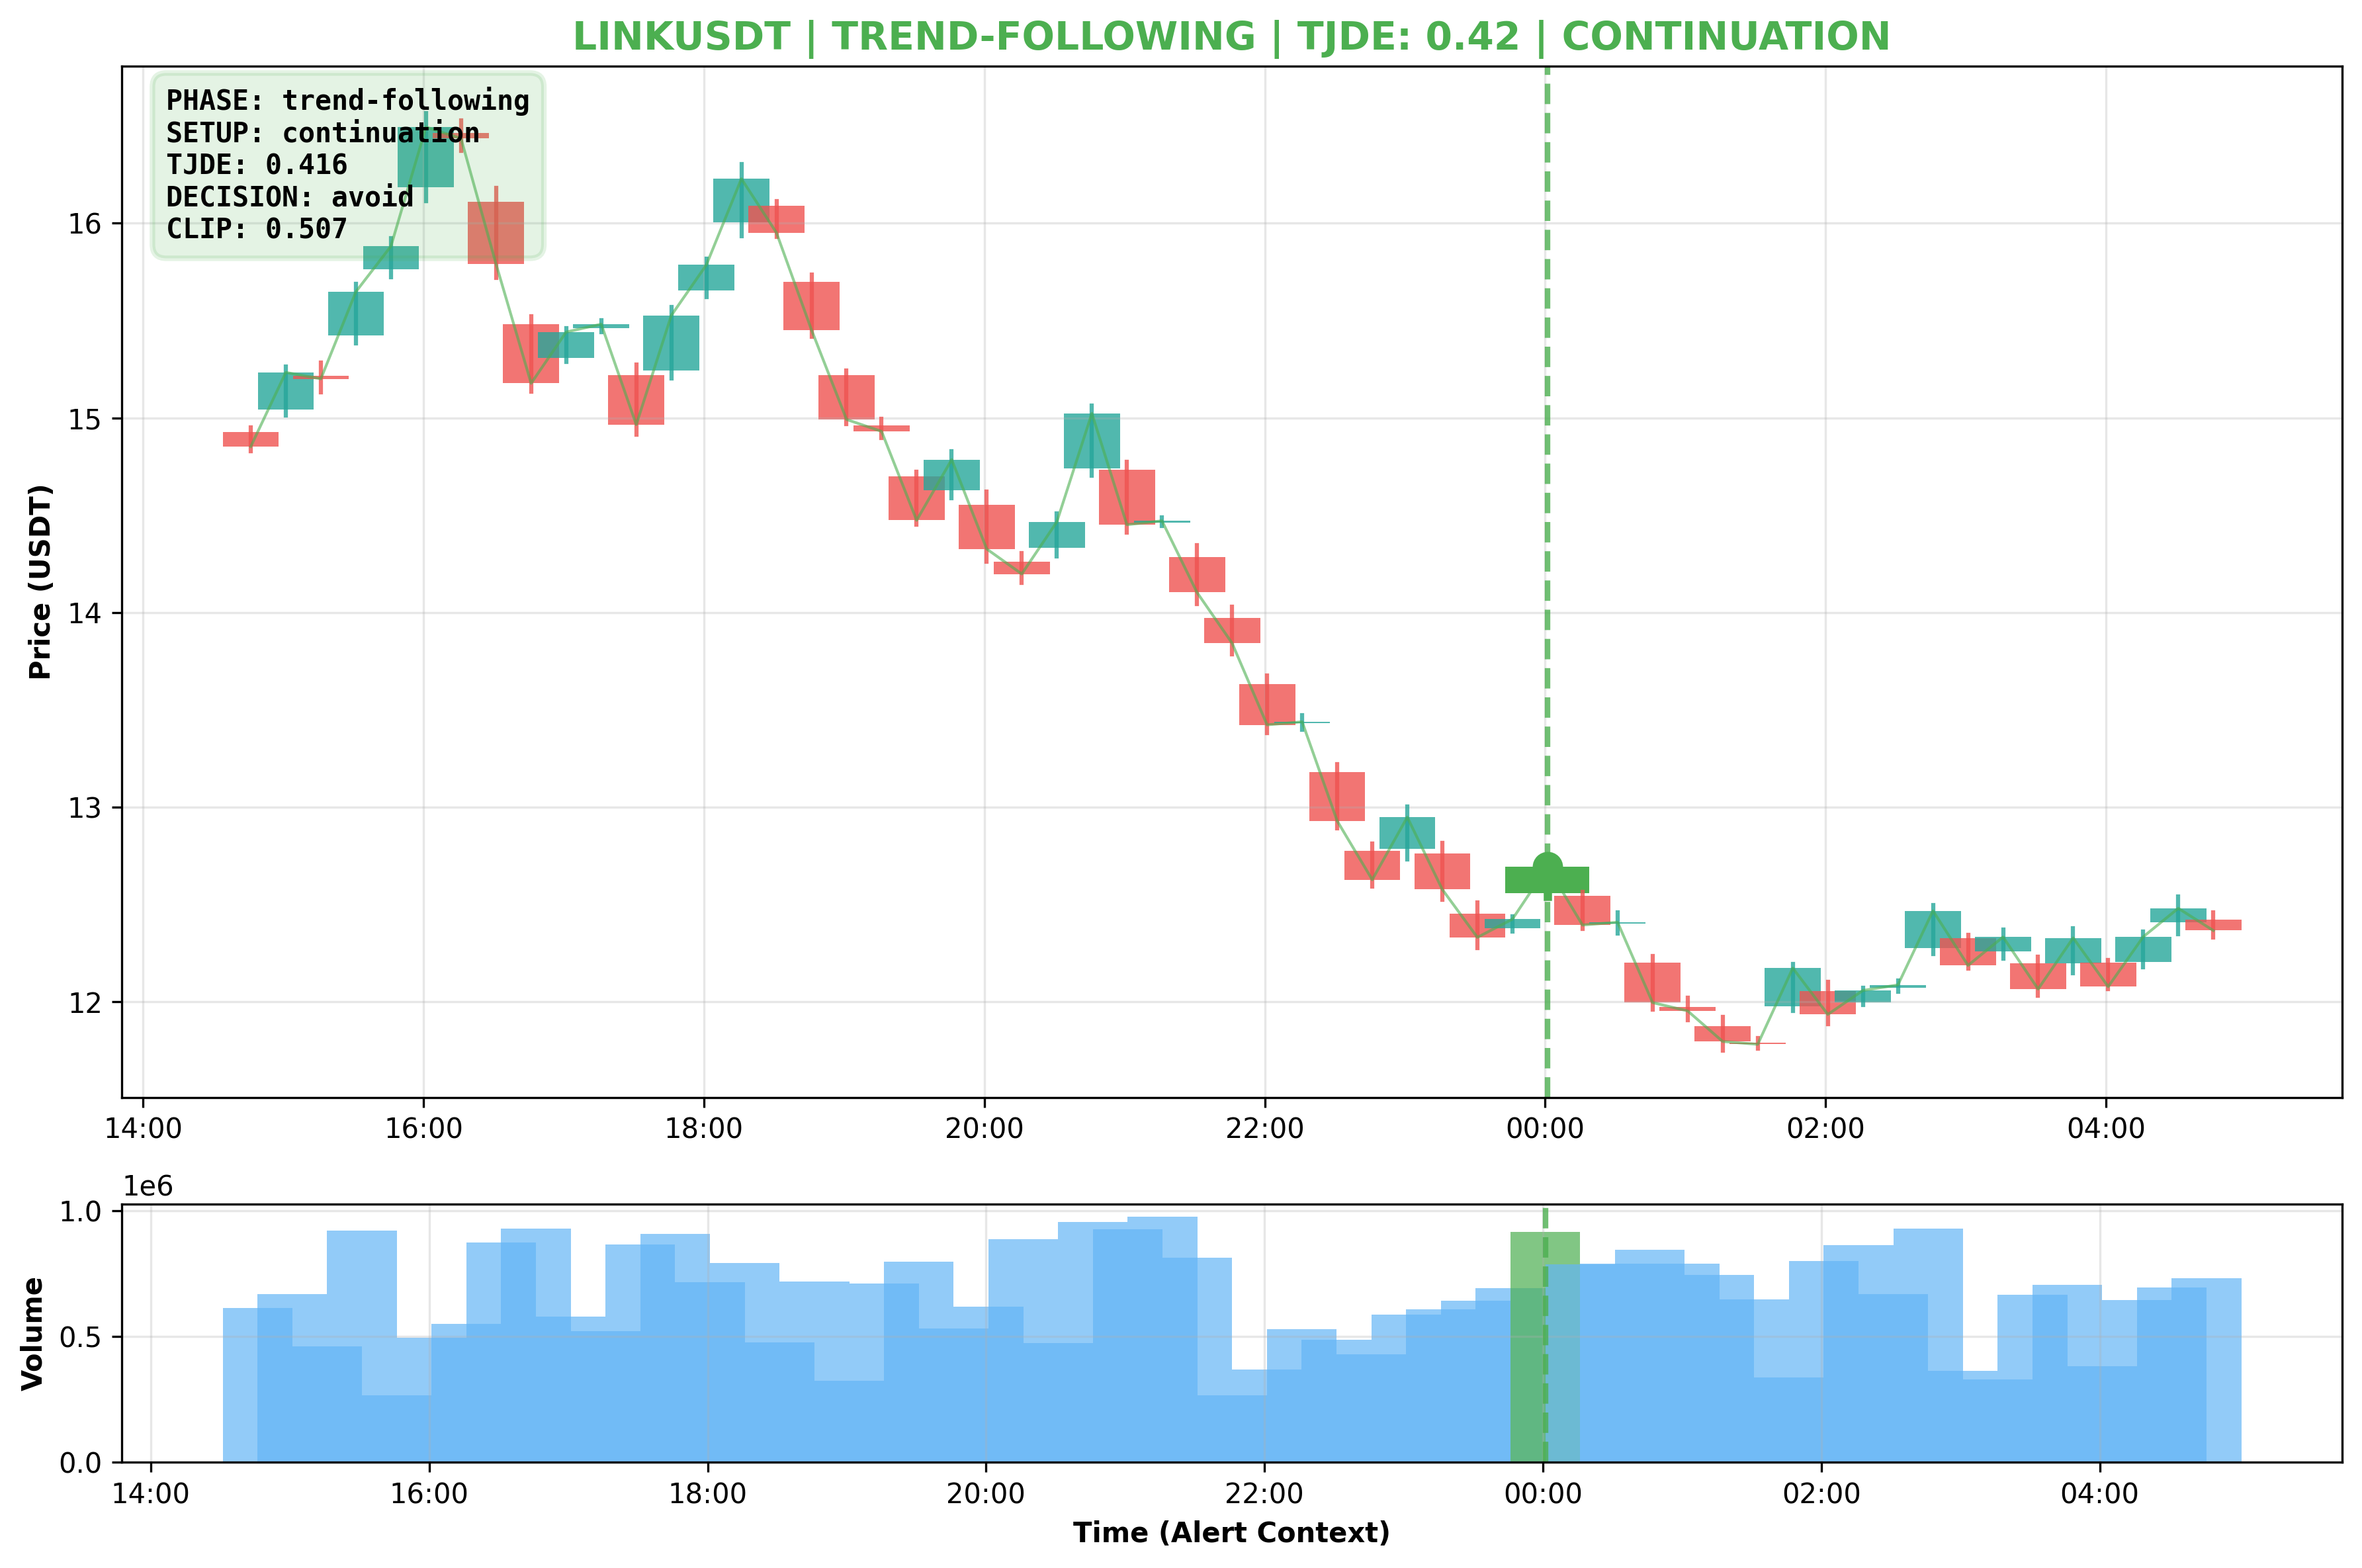 LINKUSDT | TREND-FOLLOWING | TJDE: 0.42 | CONTINUATION
PHASE: trend-following
SETUP: continuation
TJDE: 0.416
DECISION: avoid
CLIP: 0.507
Price (USDT)
16
15
14
13
12
14:00 16:00 18:00 20:00 22:00 00:00 02:00 04:00
1e6
Volume
1.0
0.5
0.0
14:00 16:00 18:00 20:00 22:00 00:00 02:00 04:00
Time (Alert Context)